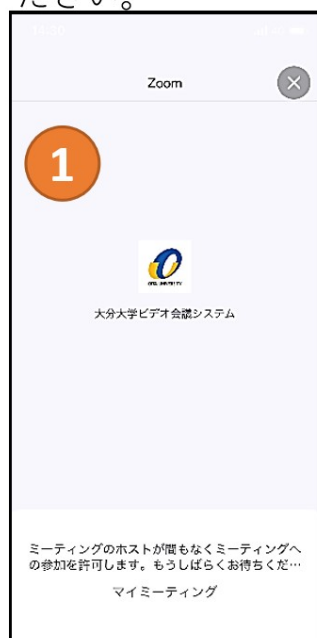 ださい。
Zoom
1
大分大学ビデオ会議システム
ミーティングのホストが間もなくミーティングへ
の参加を許可します。もうしばらくお待ちくだ…
マイミーティング